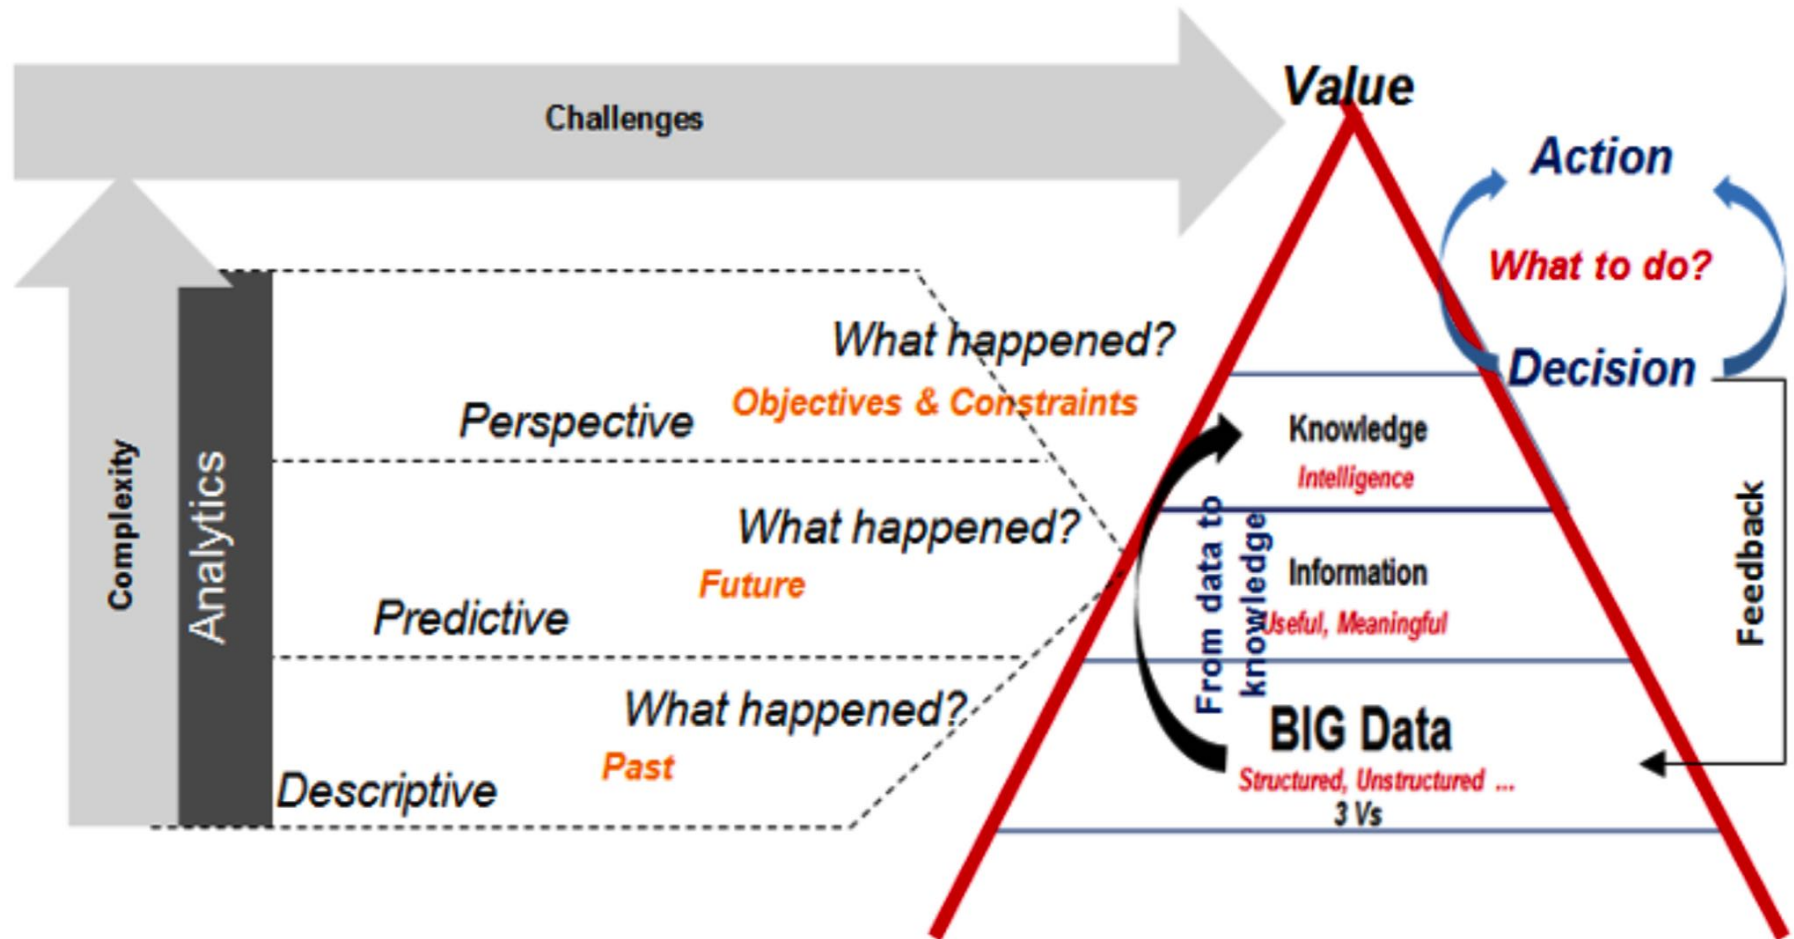 Challenges
Value
Action
What to do?
Decision
Complexity
Analytics
What happened?
Objectives & Constraints
Perspective
What happened?
Future
Predictive
What happened?
Past
Descriptive
From data to
knowledge
Knowledge
Intelligence
Information
Useful, Meaningful
BIG Data
Structured, Unstructured ...
3 Vs
Feedback